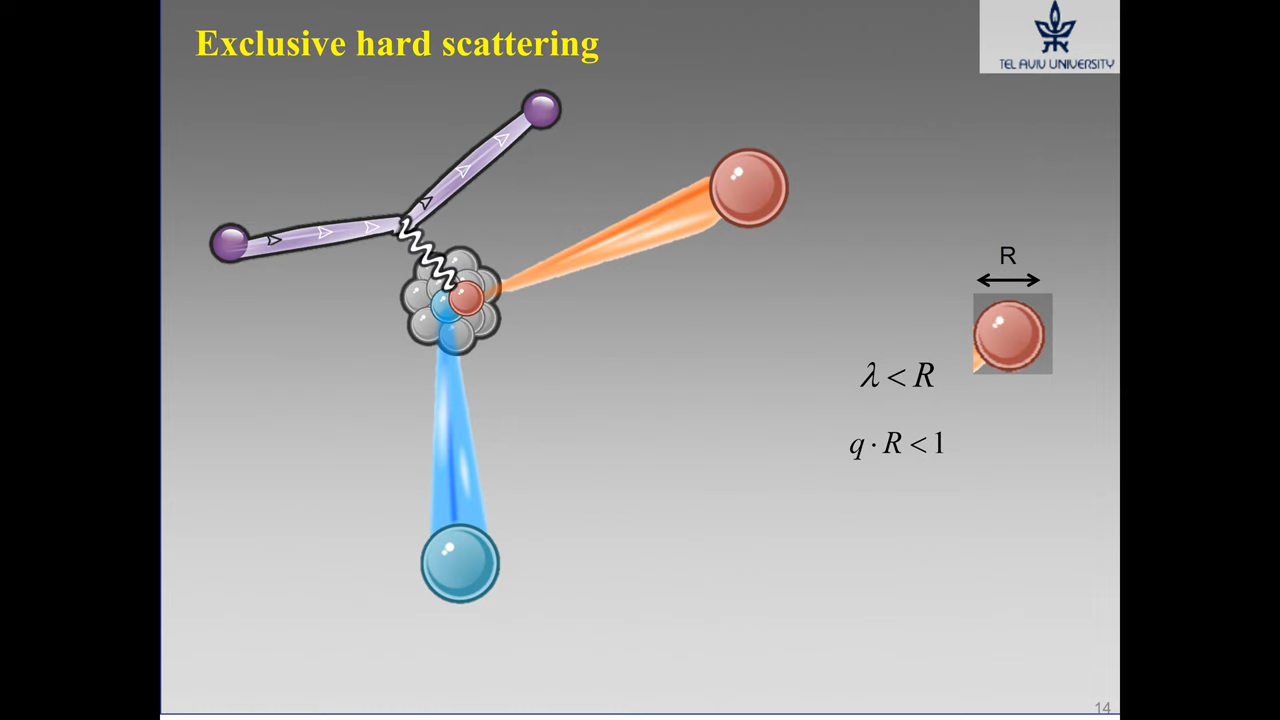 Exclusive hard scattering
TEL AVIV UNIVERSITY
R
λ < R
q · R < 1
14